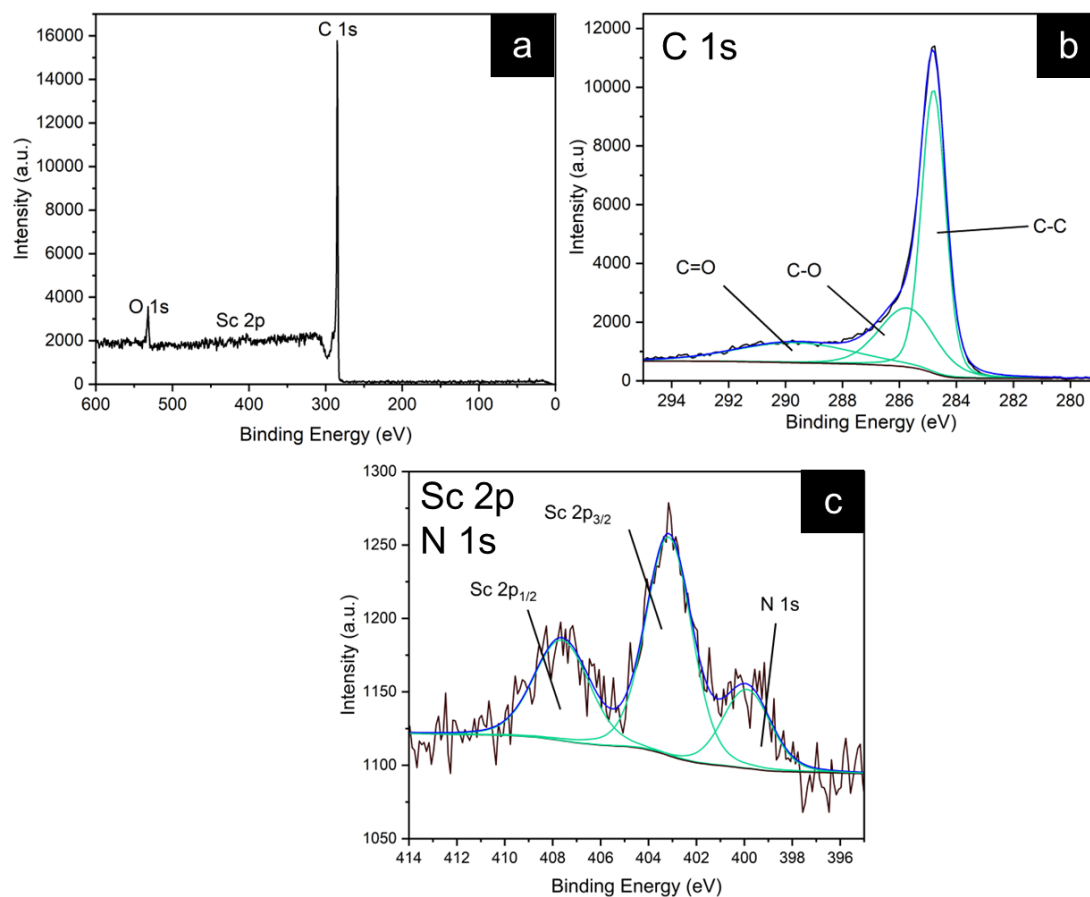 a
C 1s
O 1s
Sc 2p
16000
14000
12000
10000
8000
6000
4000
2000
0
600
500
400
300
200
100
0
Intensity (a.u.)
Binding Energy (eV)
b
C 1s
C=O
C-O
C-C
12000
10000
8000
6000
4000
2000
0
294
292
290
288
286
284
282
280
Intensity (a.u.)
Binding Energy (eV)
c
Sc 2p
N 1s
Sc 2p3/2
Sc 2p1/2
N 1s
1300
1250
1200
1150
1100
1050
414
412
410
408
406
404
402
400
398
396
Intensity (a.u.)
Binding Energy (eV)